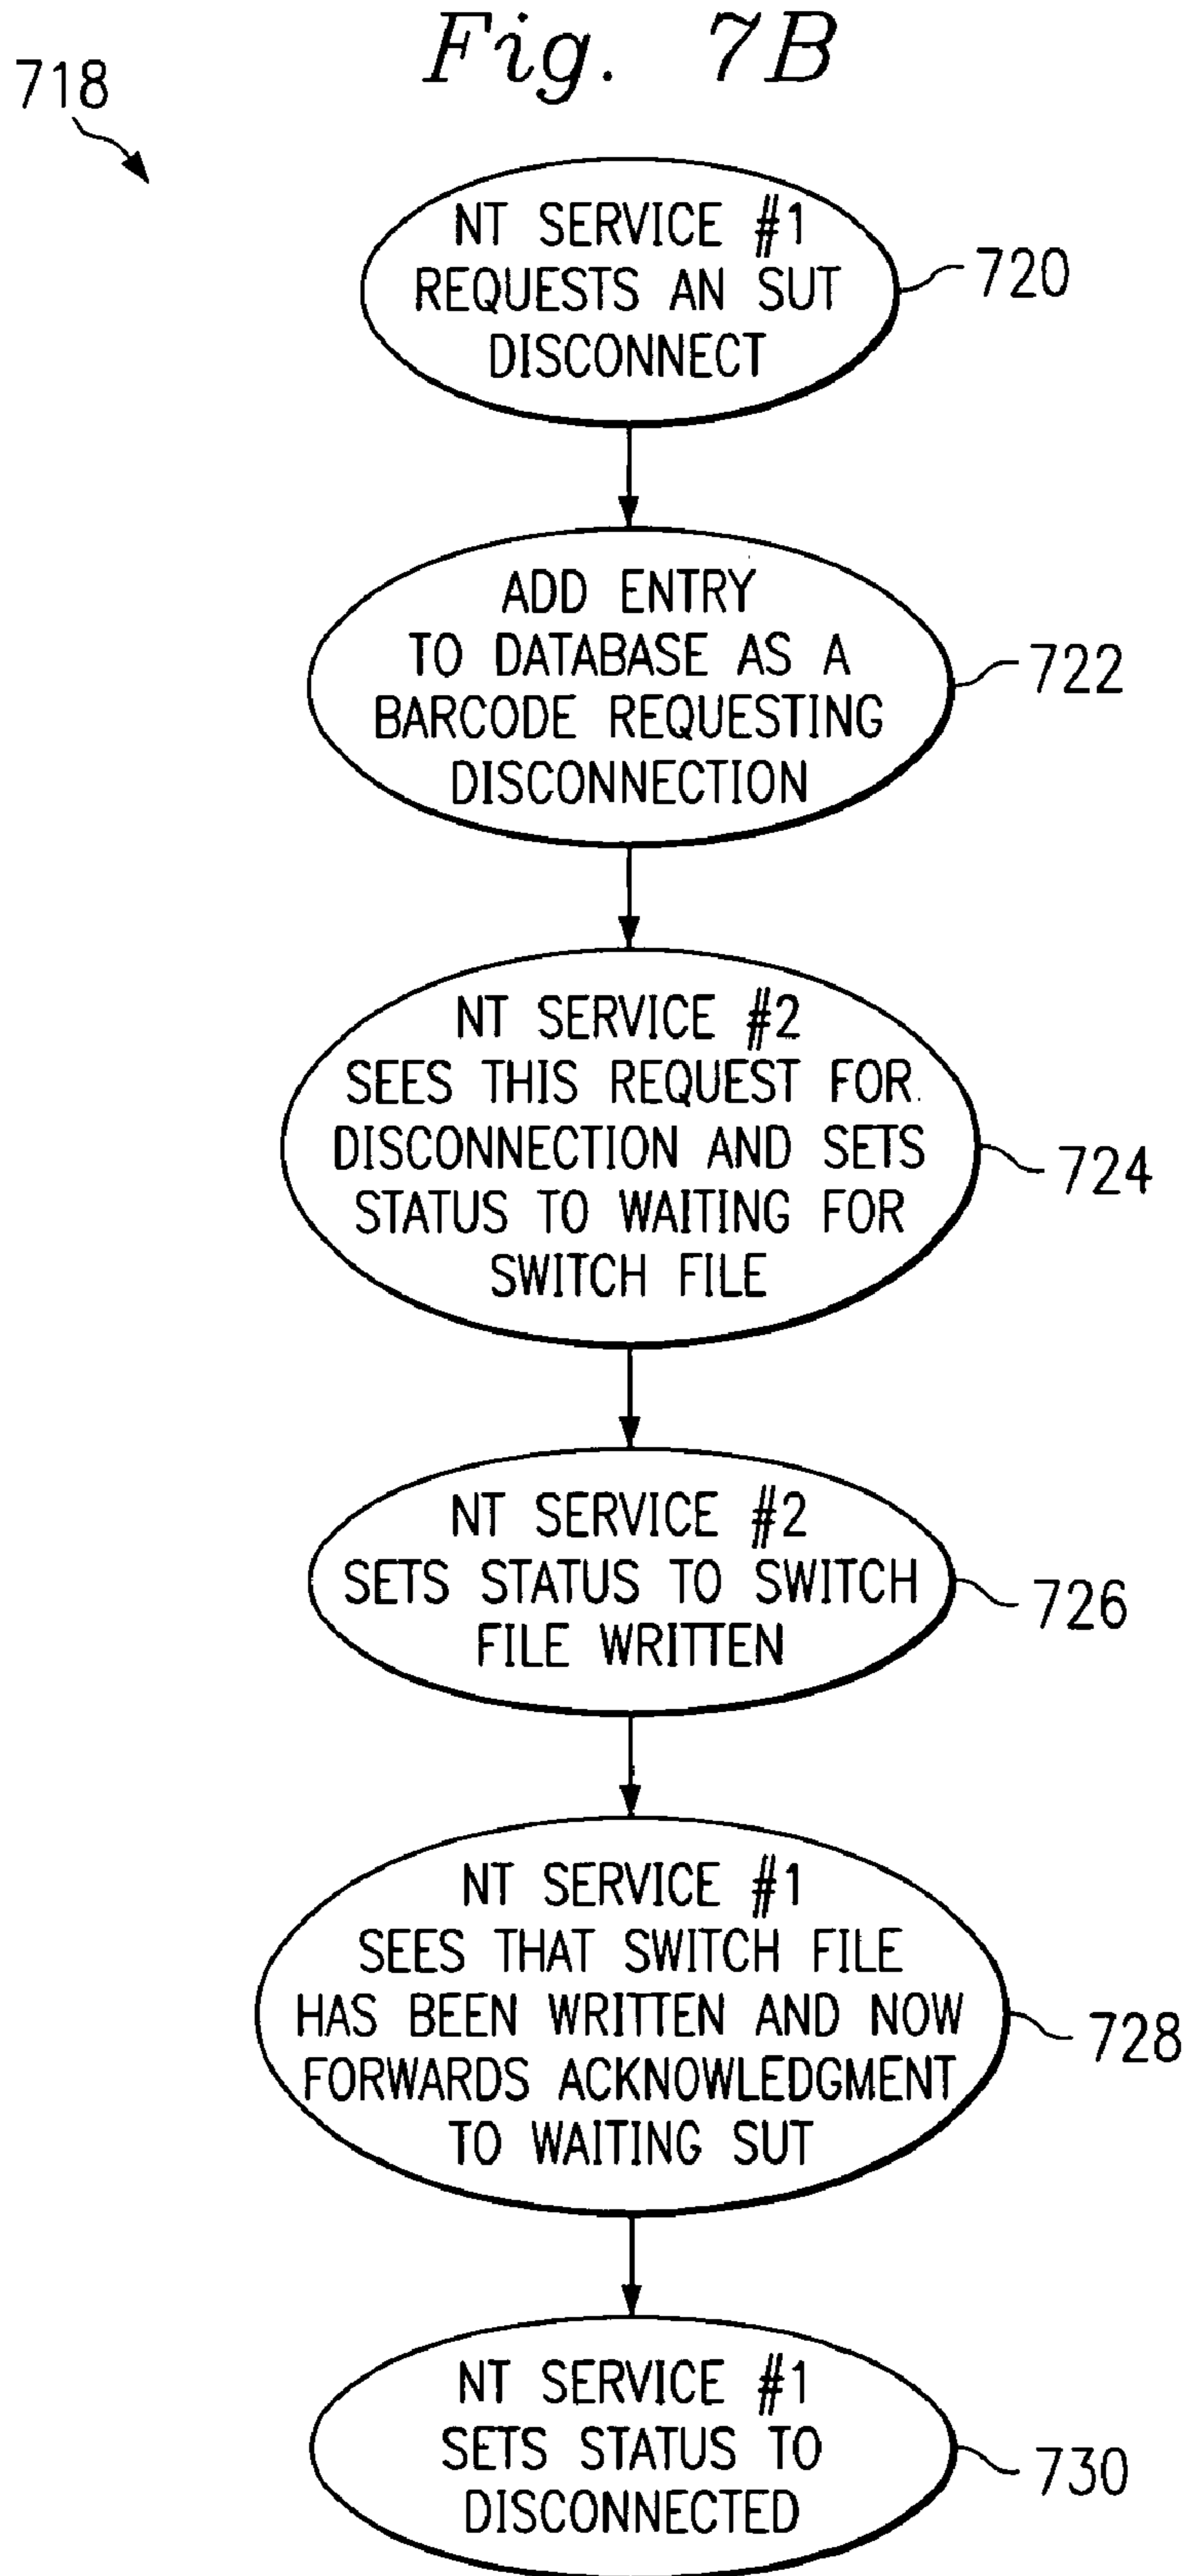 Fig. 7B
718
NT SERVICE #1
REQUESTS AN SUT
DISCONNECT
720
ADD ENTRY
TO DATABASE AS A
BARCODE REQUESTING
DISCONNECTION
722
NT SERVICE #2
SEES THIS REQUEST FOR
DISCONNECTION AND SETS
STATUS TO WAITING FOR
SWITCH FILE
724
NT SERVICE #2
SETS STATUS TO SWITCH
FILE WRITTEN
726
NT SERVICE #1
SEES THAT SWITCH FILE
HAS BEEN WRITTEN AND NOW
FORWARDS ACKNOWLEDGMENT
TO WAITING SUT
728
NT SERVICE #1
SETS STATUS TO
DISCONNECTED
730